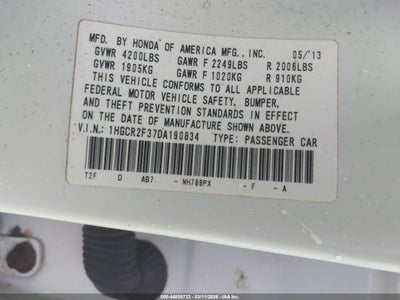 MFD. BY HONDA OF AMERICA MFG., INC. 05/'13
GVWR 4200LBS GAWR F 2249LBS R 2006LBS
GVWR 1905KG GAWR F 1020KG R 910KG
THIS VEHICLE CONFORMS TO ALL APPLICABLE
FEDERAL MOTOR VEHICLE SAFETY, BUMPER,
AND THEFT PREVENTION STANDARDS IN EFFECT
ON THE DATE OF MANUFACTURE SHOWN ABOVE.
V.I.N.: 1HGCR2F37DA190834 TYPE: PASSENGER CAR
T2F D AB7 - NH788PX - F - A
000-44658722 - 03/11/2026 - IAA Inc.